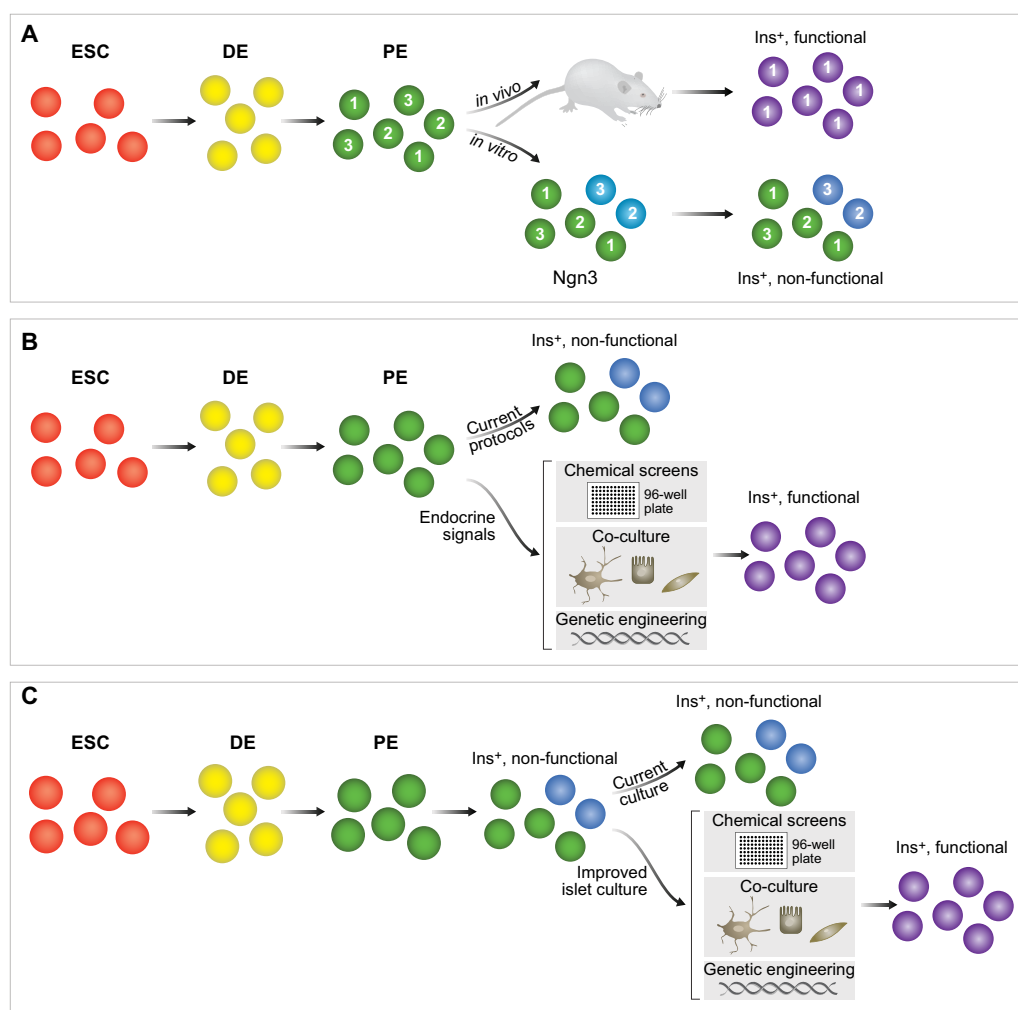 A
ESC
DE
PE
in vivo
in vitro
Ins⁺, functional
1
3
2
2
3
1
1
1
1
1
1
1
1
3
2
2
3
1
Ngn3
1
3
2
2
3
1
Ins⁺, non-functional
B
ESC
DE
PE
Current
protocols
Ins⁺, non-functional
Endocrine
signals
Chemical screens
96-well
plate
Co-culture
Genetic engineering
Ins⁺, functional
C
ESC
DE
PE
Ins⁺, non-functional
Current
culture
Ins⁺, non-functional
Improved
islet culture
Chemical screens
96-well
plate
Co-culture
Genetic engineering
Ins⁺, functional